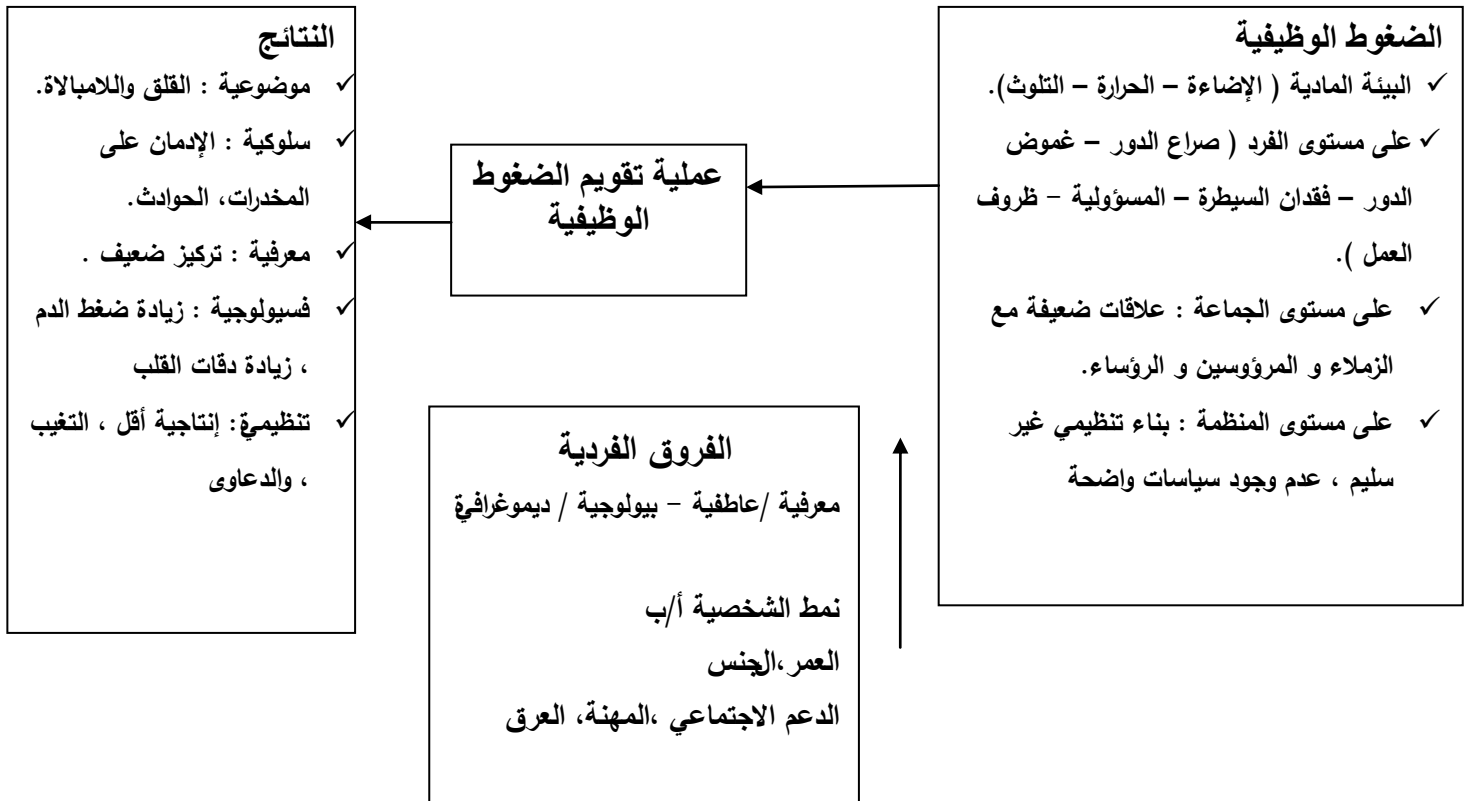 الضغوط الوظيفية
✓ البيئة المادية ( الإضاءة – الحرارة – التلوث).
✓ على مستوى الفرد ( صراع الدور – غموض
الدور – فقدان السيطرة – المسؤولية - ظروف
العمل ).
✓ على مستوى الجماعة : علاقات ضعيفة مع
الزملاء و المرؤوسين و الرؤساء.
✓ على مستوى المنظمة : بناء تنظيمي غير
سليم ، عدم وجود سياسات واضحة
عملية تقويم الضغوط
الوظيفية
الفروق الفردية
معرفية /عاطفية – بيولوجية / ديموغرافية
نمط الشخصية أ/ب
العمر،الجنس
الدعم الاجتماعي ،المهنة، العرق
النتائج
✓ موضوعية : القلق واللامبالاة.
✓ سلوكية : الإدمان على
المخدرات، الحوادث.
✓ معرفية : تركيز ضعيف .
✓ فسيولوجية : زيادة ضغط الدم
، زيادة دقات القلب
✓ تنظيمية: إنتاجية أقل ، التغيب
، والدعاوى